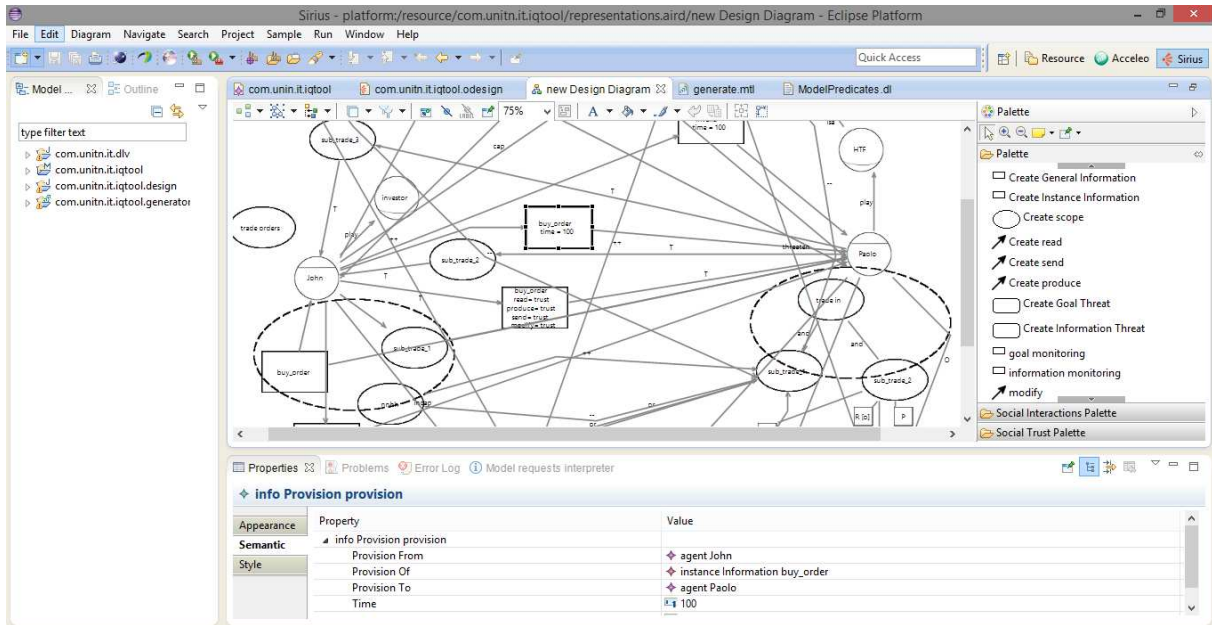 Sirius - platform:/resource/com.unitn.it.iqtool/representations.aird/new Design Diagram - Eclipse Platform
File Edit Diagram Navigate Search Project Sample Run Window Help
Quick Access
Resource
Acceleo
Sirius
Model ...
Outline
type filter text
com.unitn.it.dlv
com.unitn.it.iqtool
com.unitn.it.iqtool.design
com.unitn.it.iqtool.generator
com.unin.it.iqtool
com.unitn.it.iqtool.odesign
new Design Diagram
generate.mtl
ModelPredicates.dl
75%
time = 100
sub_trade_3
cap
HTF
T
investor
play
T
buy_order
time = 100
trade orders
play
++
++
T
threaten
sub_trade_2
Paolo
John
T
T
buy_order
read= trust
produce= trust
send= trust
modify= trust
trade in
and
and
sub_trade_1
++
buy_order
sub_trade_2
O
--
or
R [o]
P
Palette
Palette
Create General Information
Create Instance Information
Create scope
Create read
Create send
Create produce
Create Goal Threat
Create Information Threat
goal monitoring
information monitoring
modify
Social Interactions Palette
Social Trust Palette
Properties
Problems
Error Log
Model requests interpreter
info Provision provision
Appearance
Semantic
Style
Property Value
info Provision provision
Provision From agent John
Provision Of instance Information buy_order
Provision To agent Paolo
Time 100